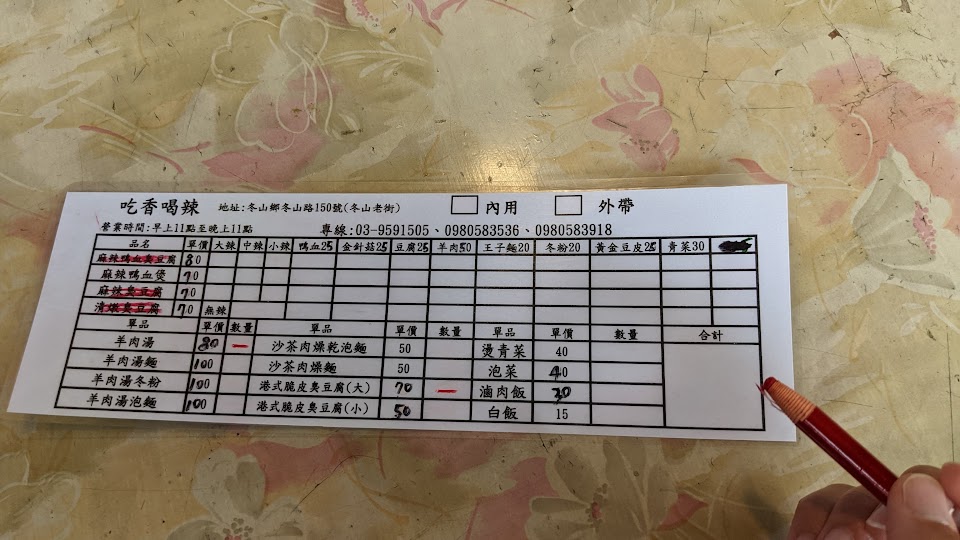 吃香喝辣 地址:冬山鄉冬山路150號(冬山老街) 內用 外帶
營業時間:早上11點至晚上11點 專線:03-9591505、0980583536、0980583918
品名 單價 大辣 中辣 小辣 鴨血25 金針菇25 豆腐25 羊肉50 王子麵20 冬粉20 黃金豆皮25 青菜30
麻辣鴨血臭豆腐 80
麻辣鴨血煲 70
麻辣臭豆腐 70
清燉臭豆腐 70 無辣
單品 單價 數量 單品 單價 數量 單品 單價 數量 合計
羊肉湯 80 沙茶肉燥乾泡麵 50 燙青菜 40
羊肉湯麵 100 沙茶肉燥麵 50 泡菜 40
羊肉湯冬粉 100 港式脆皮臭豆腐(大) 70 滷肉飯 30
羊肉湯泡麵 100 港式脆皮臭豆腐(小) 50 白飯 15